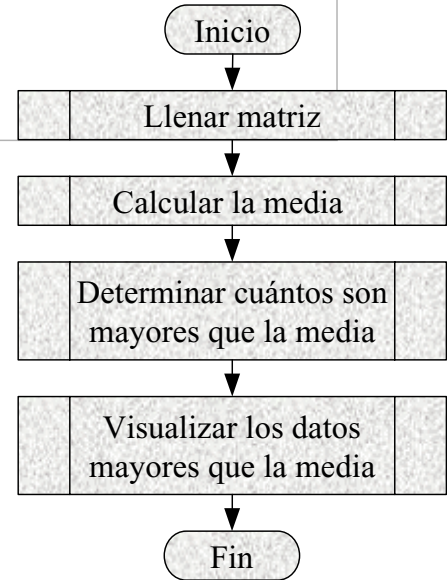 Inicio
Llenar matriz
Calcular la media
Determinar cuántos son
mayores que la media
Visualizar los datos
mayores que la media
Fin